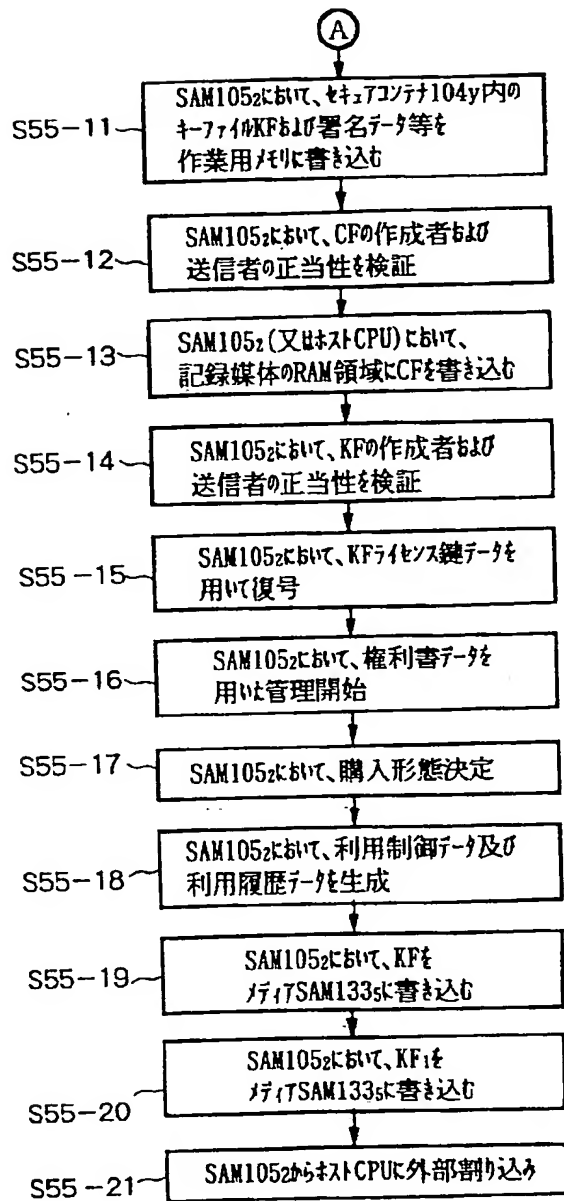 A
S55-11
SAM105₂において、セキュアコンテナ104y内の
キーファイルKFおよび署名データ等を
作業用メモリに書き込む
S55-12
SAM105₂において、CFの作成者および
送信者の正当性を検証
S55-13
SAM105₂(又はホストCPU)において、
記録媒体のRAM領域にCFを書き込む
S55-14
SAM105₂において、KFの作成者および
送信者の正当性を検証
S55-15
SAM105₂において、KFライセンス鍵データを
用いて復号
S55-16
SAM105₂において、権利書データを
用いた管理開始
S55-17
SAM105₂において、購入形態決定
S55-18
SAM105₂において、利用制御データ及び
利用履歴データを生成
S55-19
SAM105₂において、KFを
メディアSAM133₅に書き込む
S55-20
SAM105₂において、KF₁を
メディアSAM133₅に書き込む
S55-21
SAM105₂からホストCPUに外部割り込み